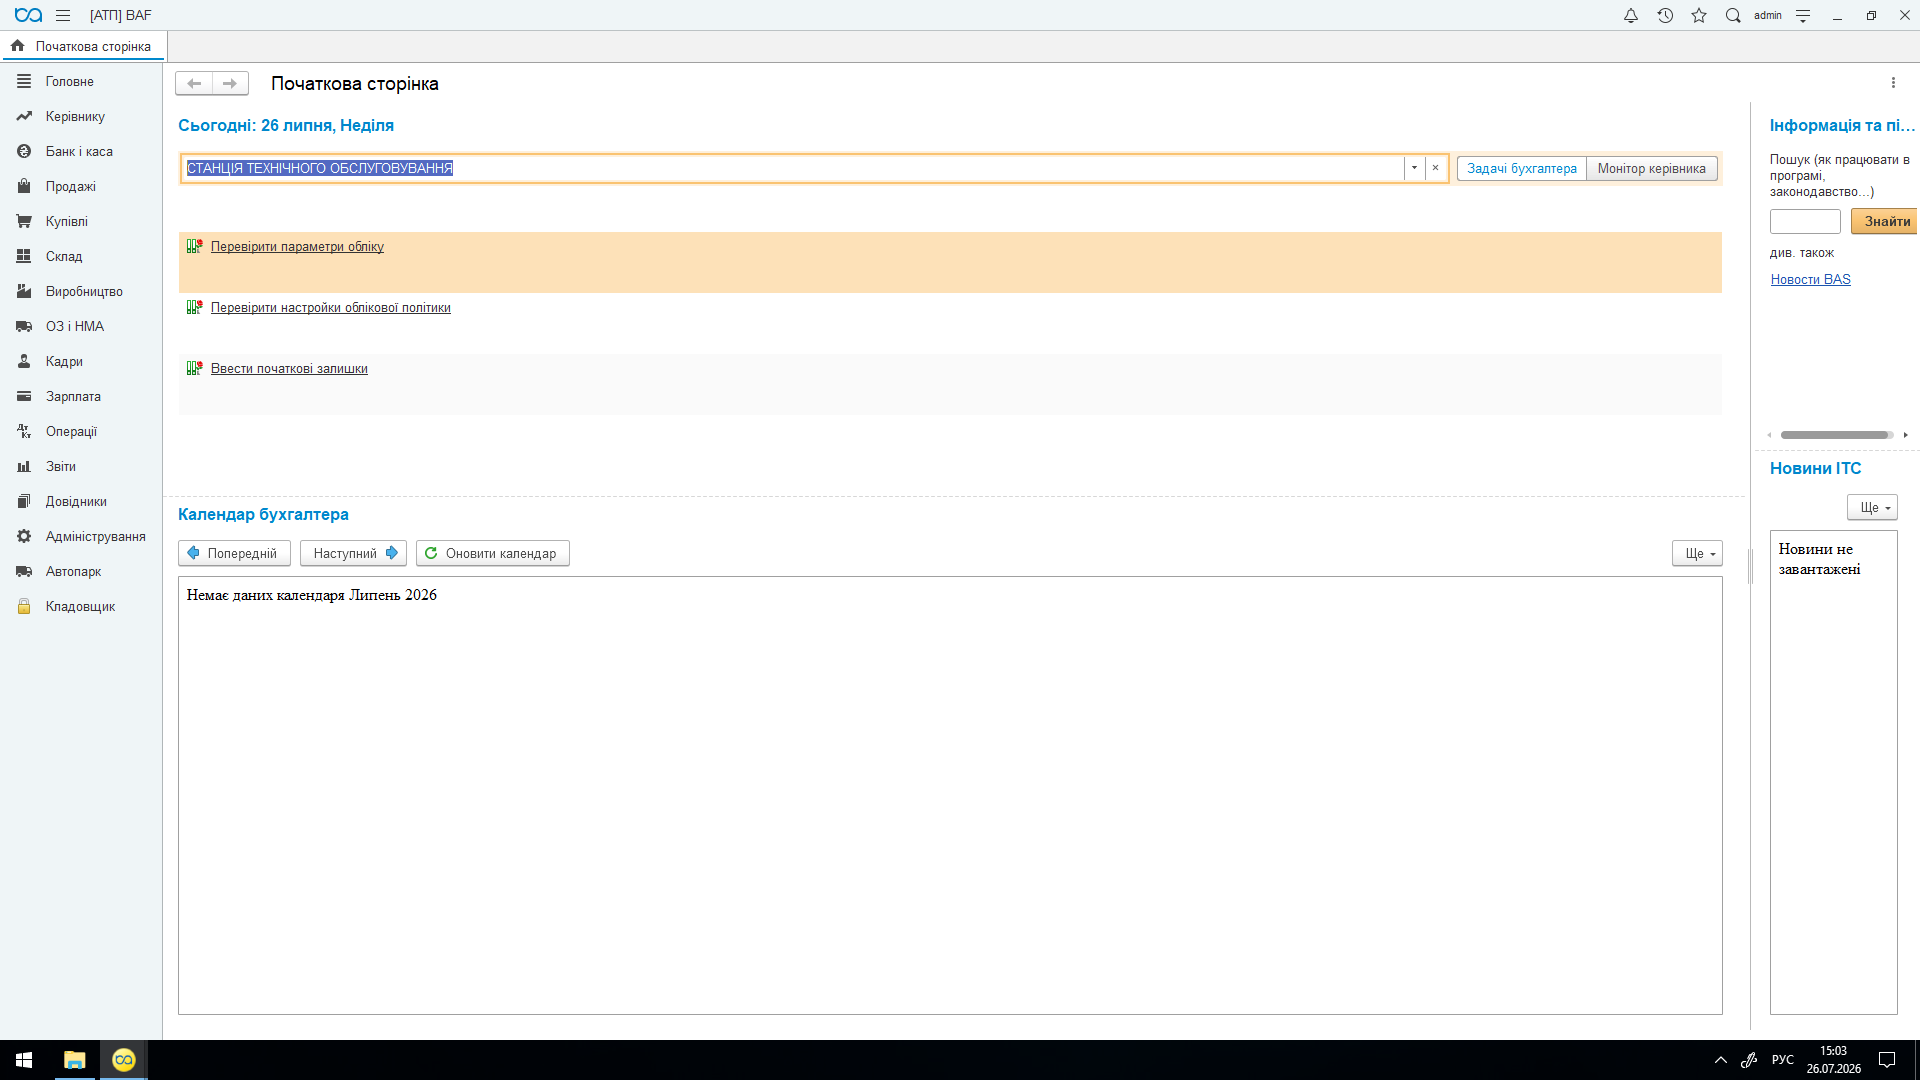 [АТП] BAF
admin
Початкова сторінка
Головне
Керівнику
Банк і каса
Продажі
Купівлі
Склад
Виробництво
ОЗ і НМА
Кадри
Зарплата
Операції
Звіти
Довідники
Адміністрування
Автопарк
Кладовщик
Початкова сторінка
Сьогодні: 26 липня, Неділя
СТАНЦІЯ ТЕХНІЧНОГО ОБСЛУГОВУВАННЯ
Задачі бухгалтера
Монітор керівника
Перевірити параметри обліку
Перевірити настройки облікової політики
Ввести початкові залишки
Календар бухгалтера
Попередній
Наступний
Оновити календар
Ще
Немає даних календаря Липень 2026
Інформація та пі...
Пошук (як працювати в
програмі,
законодавство...)
Знайти
див. також
Новости BAS
Новини ІТС
Ще
Новини не
завантажені
РУС
15:03
26.07.2026